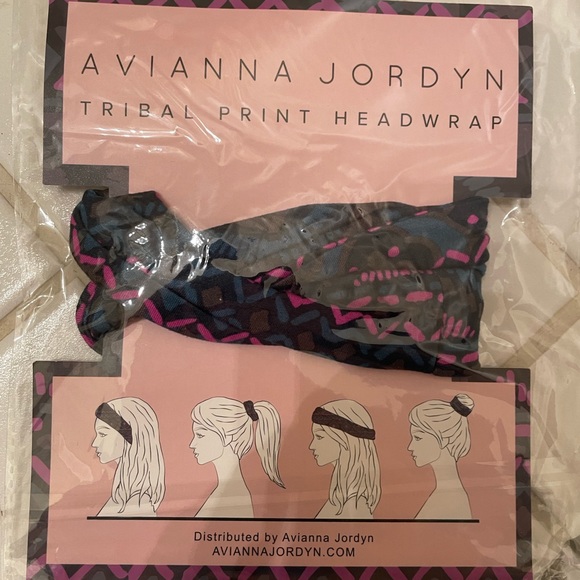 AVIANNA JORDYN
TRIBAL PRINT HEADWRAP
Distributed by Avianna Jordyn
AVIANNAJORDYN.COM